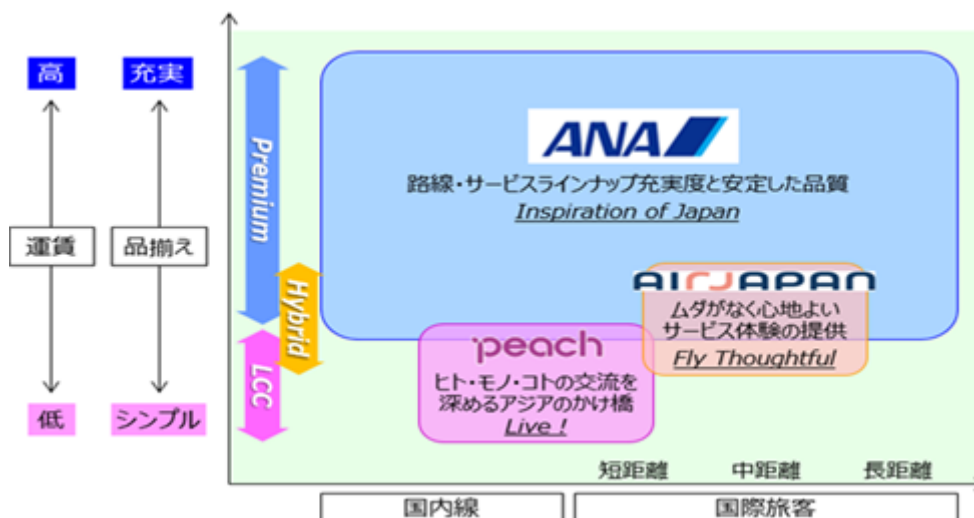 高
充実
運賃
品揃え
低
シンプル
Premium
Hybrid
LCC
ANA
路線・サービスラインナップ充実度と安定した品質
Inspiration of Japan
AIRJAPAN
ムダがなく心地よい
サービス体験の提供
Fly Thoughtful
peach
ヒト・モノ・コトの交流を
深めるアジアのかけ橋
Live !
短距離
中距離
長距離
国内線
国際旅客